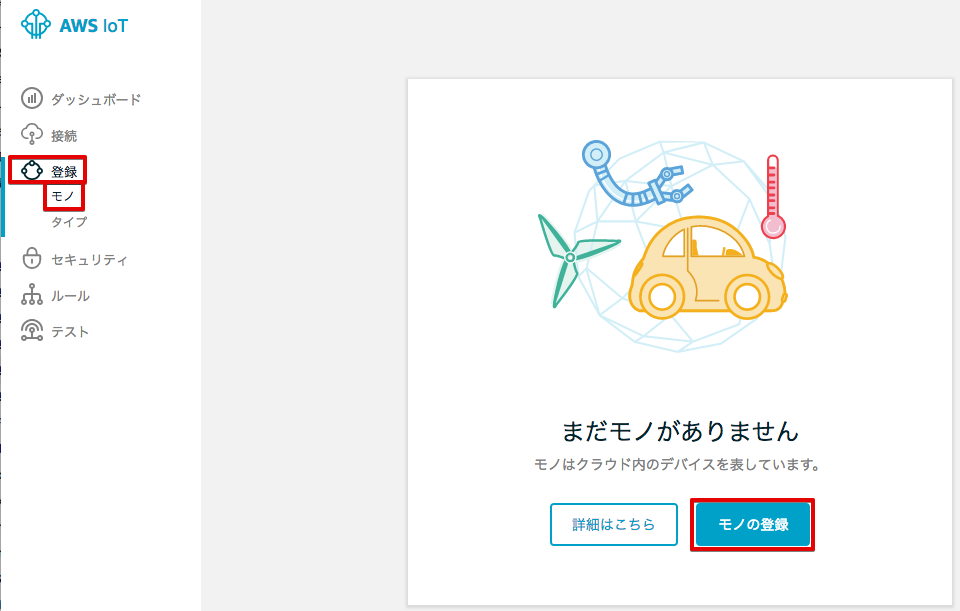 AWS IoT
ダッシュボード
接続
登録
モノ
タイプ
セキュリティ
ルール
テスト
まだモノがありません
モノはクラウド内のデバイスを表しています。
詳細はこちら
モノの登録